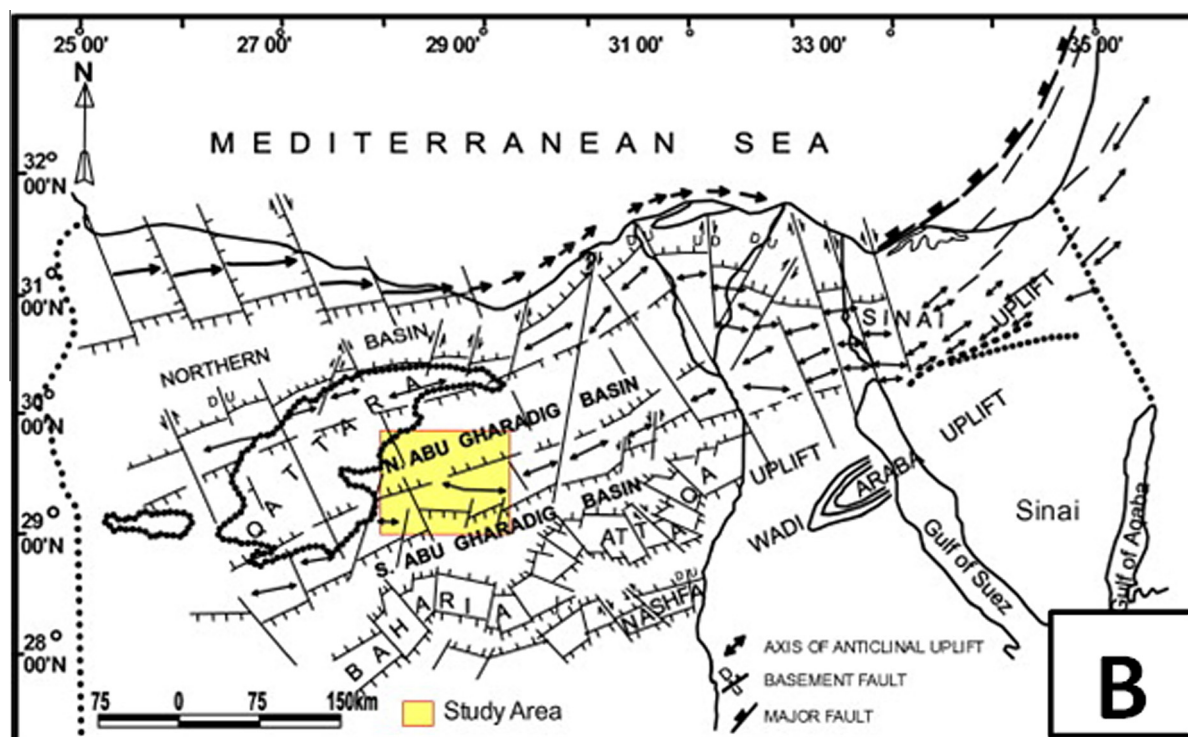 25 00' 27 00' 29 00' 31 00' 33 00' 35 00'
N
MEDITERRANEAN SEA
32°
00'N
31°
00'N
30°
00'N
29°
00'N
28°
00'N
NORTHERN BASIN
D U
D U
U D
D U
SINAI UPLIFT
QATTARA
N. ABU GHARADIG BASIN
S. ABU GHARADIG BASIN
QATTA
UPLIFT
UPLIFT
WADI ARABA
Sinai
Gulf of Suez
Gulf of Aqaba
BAHARIA
NASHFA
D U
AXIS OF ANTICLINAL UPLIFT
D
U
BASEMENT FAULT
MAJOR FAULT
75 0 75 150km
Study Area
B